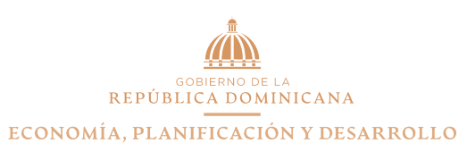 GOBIERNO DE LA
REPÚBLICA DOMINICANA
ECONOMÍA, PLANIFICACIÓN Y DESARROLLO